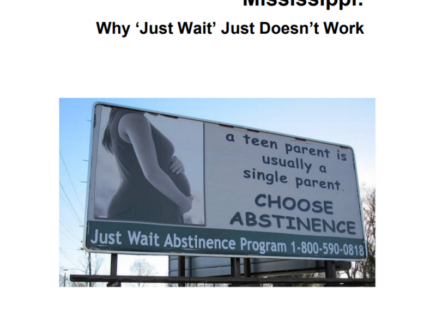 Mississippi:
Why ‘Just Wait’ Just Doesn’t Work
a teen parent is
usually a
single parent.
CHOOSE
ABSTINENCE
Just Wait Abstinence Program 1-800-590-0818